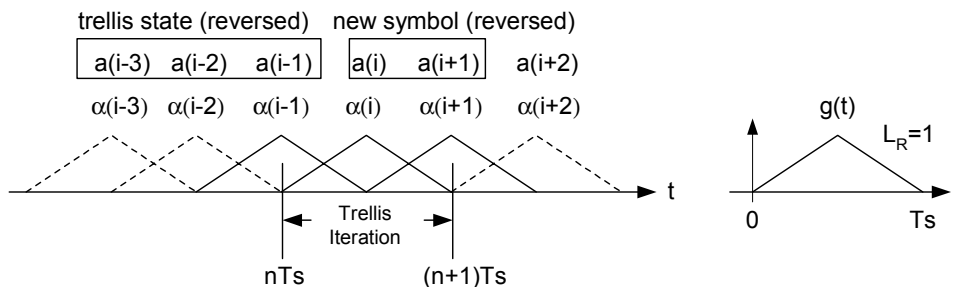 trellis state (reversed) new symbol (reversed)
a(i-3) a(i-2) a(i-1) a(i) a(i+1) a(i+2)
α(i-3) α(i-2) α(i-1) α(i) α(i+1) α(i+2)
g(t)
L_R=1
t
Trellis
Iteration
0 Ts
nTs (n+1)Ts